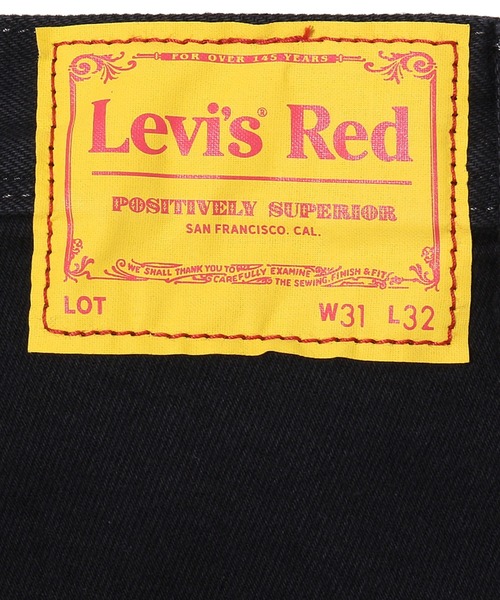 FOR OVER 145 YEARS
Levi's® Red
POSITIVELY SUPERIOR
SAN FRANCISCO. CAL.
WE SHALL THANK YOU TO
CAREFULLY EXAMINE
THE SEWING, FINISH & FIT
LOT W31 L32